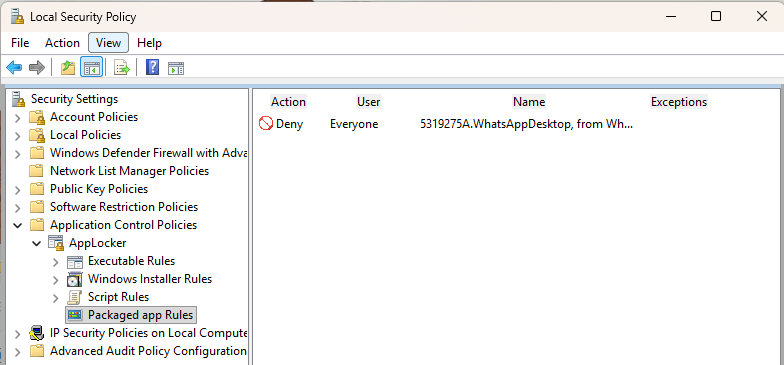 Local Security Policy
File Action View Help
Security Settings
Account Policies
Local Policies
Windows Defender Firewall with Adva
Network List Manager Policies
Public Key Policies
Software Restriction Policies
Application Control Policies
AppLocker
Executable Rules
Windows Installer Rules
Script Rules
Packaged app Rules
IP Security Policies on Local Compute
Advanced Audit Policy Configuration
Action User Name Exceptions
Deny Everyone 5319275A.WhatsAppDesktop, from Wh...